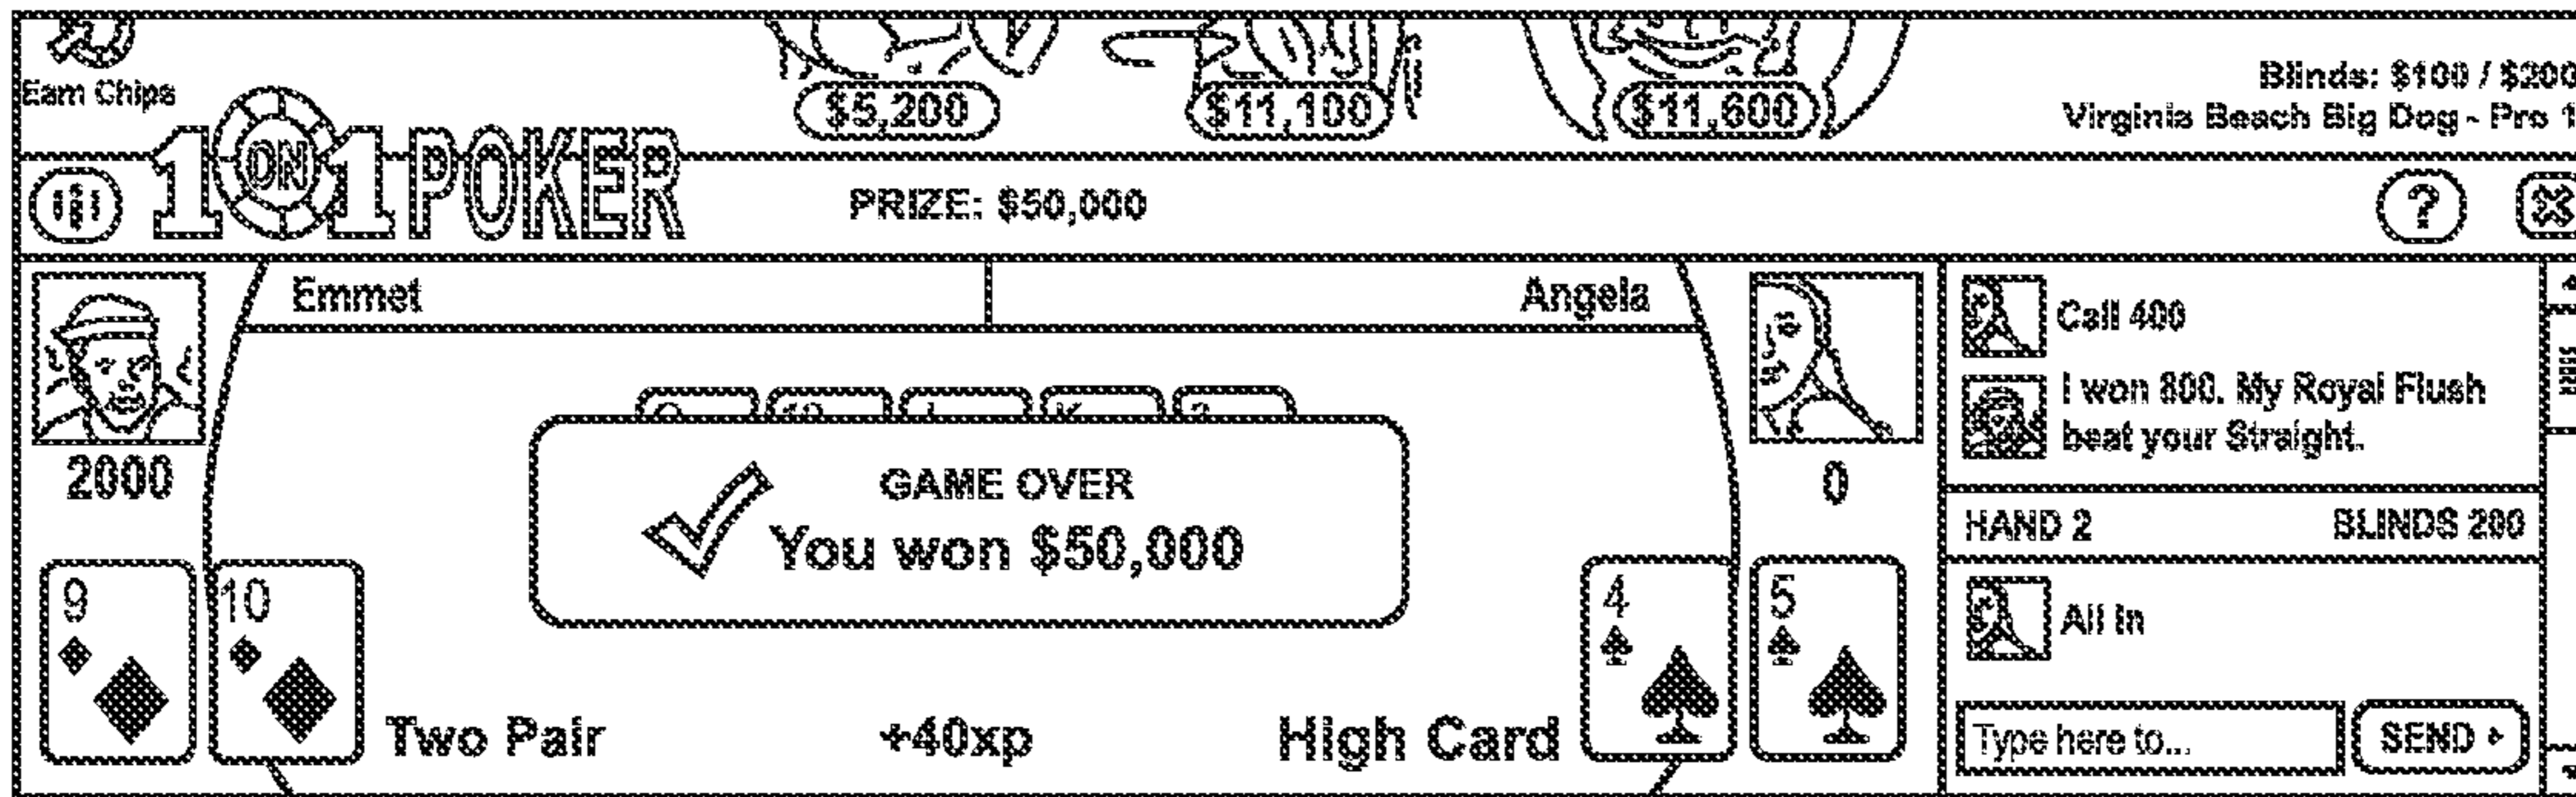 Earn Chips
$5,200
$11,100
$11,600
Blinds: $100 / $200
Virginia Beach Big Dog - Pro 1
1 ON 1 POKER
PRIZE: $50,000
?
Emmet
Angela
2000
0
10
GAME OVER
You won $50,000
9
10
Two Pair
+40xp
High Card
4
5
Call 400
I won 800. My Royal Flush
beat your Straight.
HAND 2
BLINDS 200
All In
Type here to...
SEND